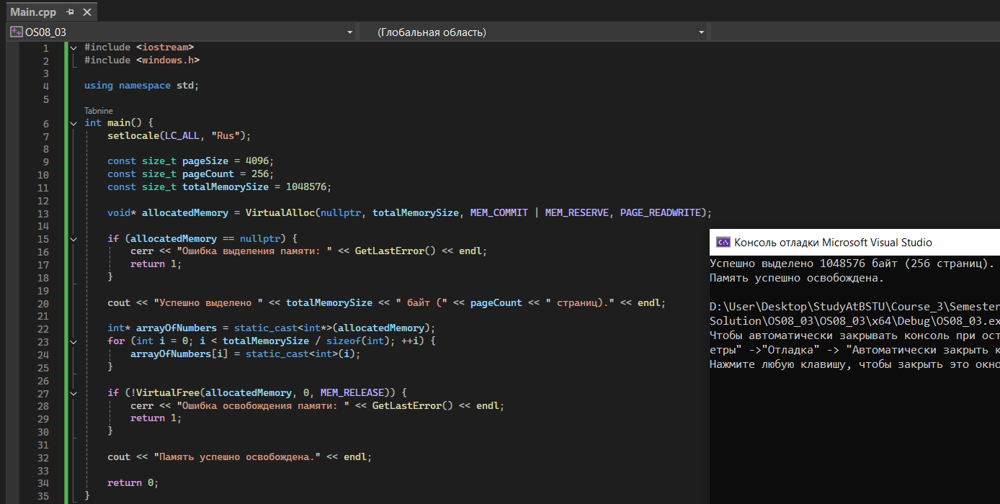 Main.cpp
OS08_03
(Глобальная область)
1 #include <iostream>
2 #include <windows.h>
3
4 using namespace std;
5
Tabnine
6 int main() {
7 setlocale(LC_ALL, "Rus");
8
9 const size_t pageSize = 4096;
10 const size_t pageCount = 256;
11 const size_t totalMemorySize = 1048576;
12
13 void* allocatedMemory = VirtualAlloc(nullptr, totalMemorySize, MEM_COMMIT | MEM_RESERVE, PAGE_READWRITE);
14
15 if (allocatedMemory == nullptr) {
16 cerr << "Ошибка выделения памяти: " << GetLastError() << endl;
17 return 1;
18 }
19
20 cout << "Успешно выделено " << totalMemorySize << " байт (" << pageCount << " страниц)." << endl;
21
22 int* arrayOfNumbers = static_cast<int*>(allocatedMemory);
23 for (int i = 0; i < totalMemorySize / sizeof(int); ++i) {
24 arrayOfNumbers[i] = static_cast<int>(i);
25 }
26
27 if (!VirtualFree(allocatedMemory, 0, MEM_RELEASE)) {
28 cerr << "Ошибка освобождения памяти: " << GetLastError() << endl;
29 return 1;
30 }
31
32 cout << "Память успешно освобождена." << endl;
33
34 return 0;
35 }
Консоль отладки Microsoft Visual Studio
Успешно выделено 1048576 байт (256 страниц).
Память успешно освобождена.
D:\User\Desktop\StudyAtBSTU\Course_3\Semester
Solution\OS08_03\OS08_03\x64\Debug\OS08_03.ex
Чтобы автоматически закрывать консоль при ост
етры" ->"Отладка" -> "Автоматически закрыть к
Нажмите любую клавишу, чтобы закрыть это окно